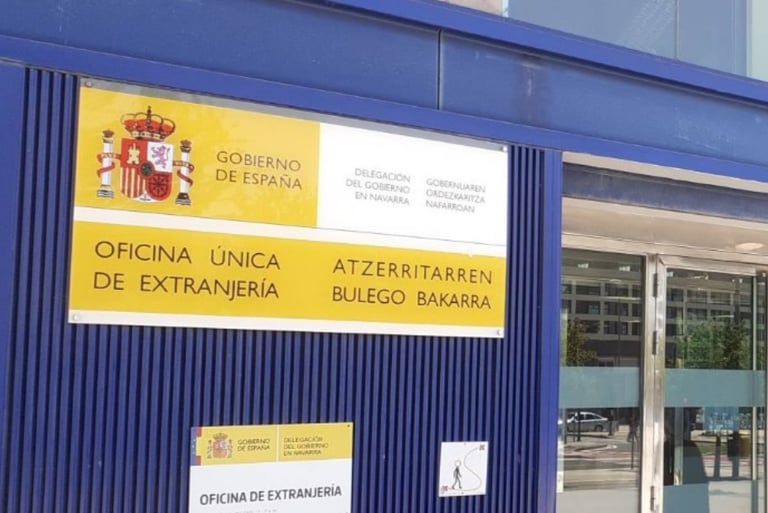 GOBIERNO
DE ESPAÑA
DELEGACIÓN
DEL GOBIERNO
EN NAVARRA
GOBERNUAREN
ORDEZKARITZA
NAFARROAN
OFICINA ÚNICA
DE EXTRANJERÍA
ATZERRITARREN
BULEGO BAKARRA
GOBIERNO
DE ESPAÑA
DELEGACIÓN
DEL GOBIERNO
EN NAVARRA
OFICINA DE EXTRANJERÍA